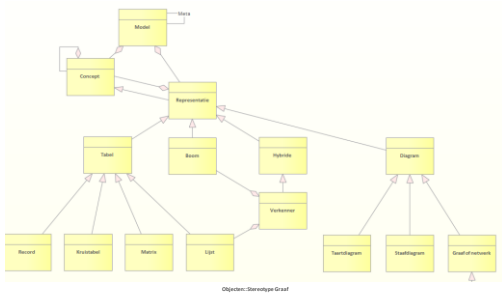 Model
Concept
Representatie
Tabel
Boom
Hybride
Diagram
Verkenner
Record
Kruistabel
Matrix
Lijst
Taartdiagram
Staafdiagram
Graaf of netwerk
Objecten::Stereotype Graaf